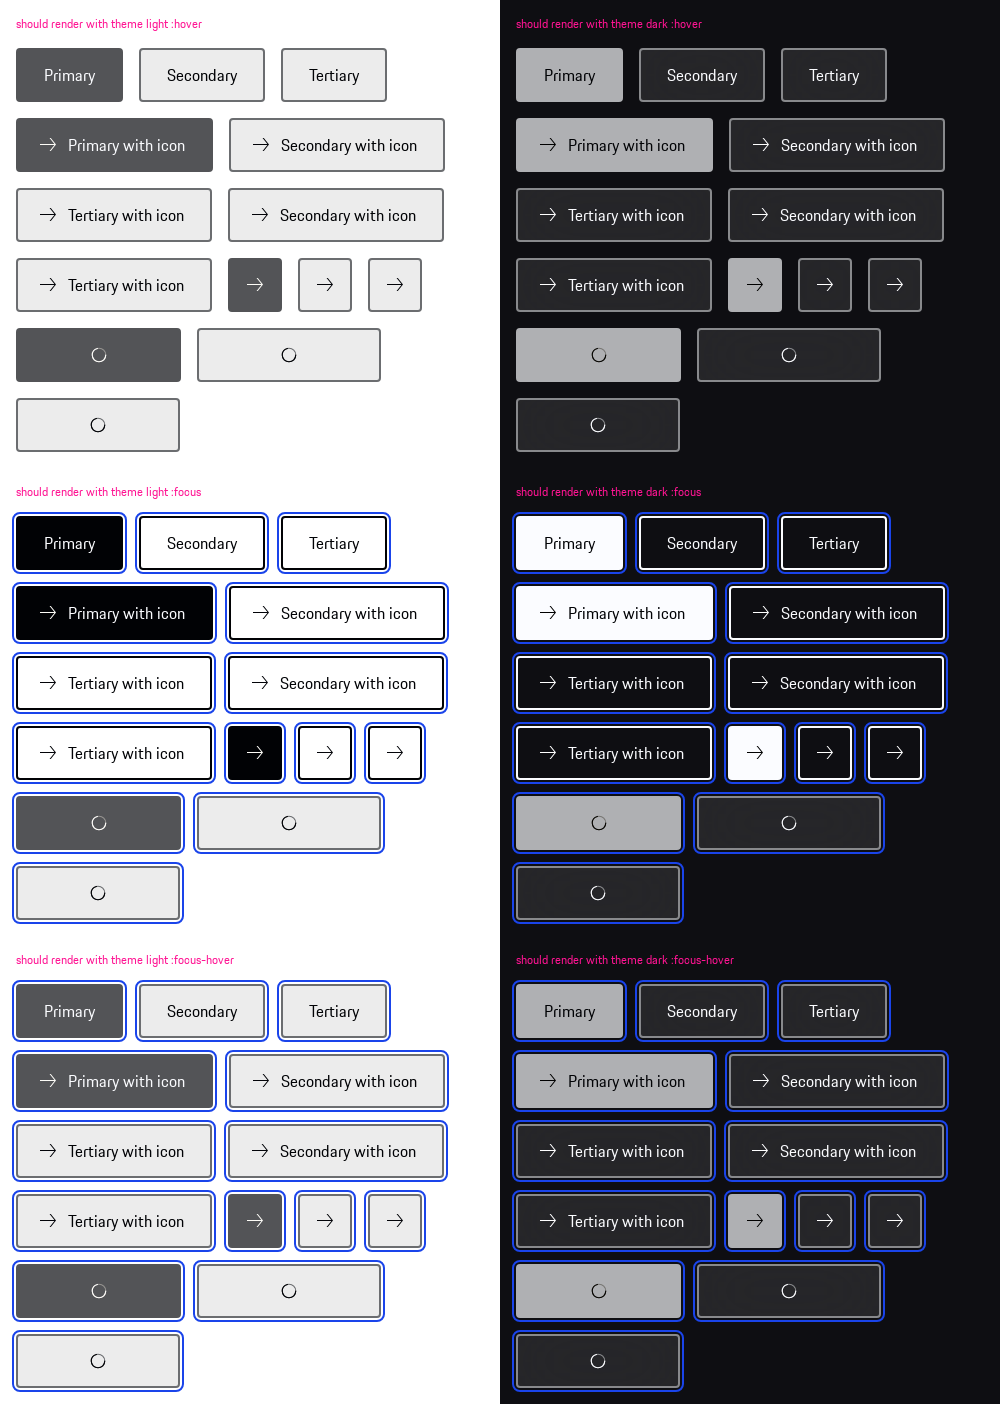 should render with theme light :hover
Primary
Secondary
Tertiary
Primary with icon
Secondary with icon
Tertiary with icon
Secondary with icon
Tertiary with icon
should render with theme dark :hover
Primary
Secondary
Tertiary
Primary with icon
Secondary with icon
Tertiary with icon
Secondary with icon
Tertiary with icon
should render with theme light :focus
Primary
Secondary
Tertiary
Primary with icon
Secondary with icon
Tertiary with icon
Secondary with icon
Tertiary with icon
should render with theme dark :focus
Primary
Secondary
Tertiary
Primary with icon
Secondary with icon
Tertiary with icon
Secondary with icon
Tertiary with icon
should render with theme light :focus-hover
Primary
Secondary
Tertiary
Primary with icon
Secondary with icon
Tertiary with icon
Secondary with icon
Tertiary with icon
should render with theme dark :focus-hover
Primary
Secondary
Tertiary
Primary with icon
Secondary with icon
Tertiary with icon
Secondary with icon
Tertiary with icon